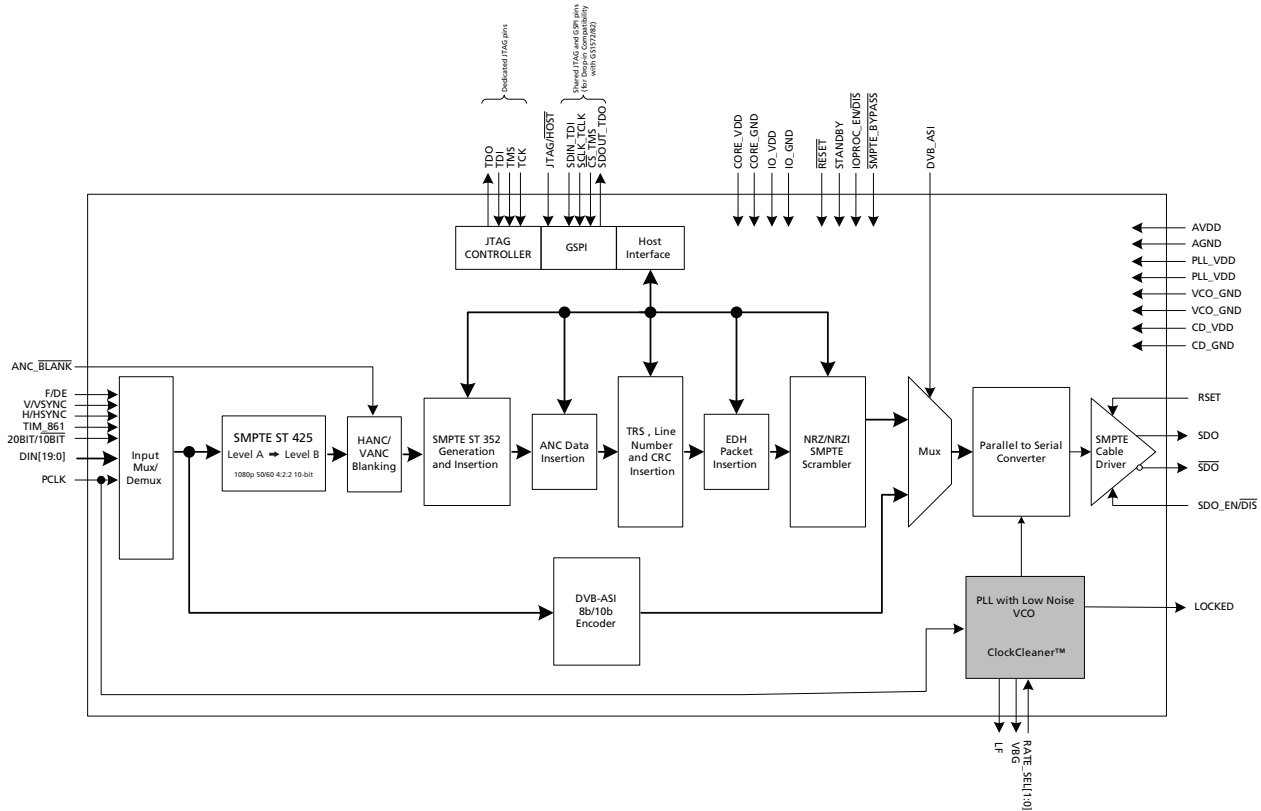 Dedicated JTAG pins
Shared JTAG and GSPI pins
(for Drop-in Compatibility
with GS1572/82)
TDO
TDI
TMS
TCK
JTAG/HOST
SDIN_TDI
SCLK_TCLK
CS_TMS
SDOUT_TDO
CORE_VDD
CORE_GND
IO_VDD
IO_GND
RESET
STANDBY
IOPROC_EN/DIS
SMPTE_BYPASS
DVB_ASI
JTAG
CONTROLLER
GSPI
Host
Interface
AVDD
AGND
PLL_VDD
PLL_VDD
VCO_GND
VCO_GND
CD_VDD
CD_GND
ANC_BLANK
F/DE
V/VSYNC
H/HSYNC
TIM_861
20BIT/10BIT
DIN[19:0]
PCLK
Input
Mux/
Demux
SMPTE ST 425
Level A ➡ Level B
1080p 50/60 4:2:2 10-bit
HANC/
VANC
Blanking
SMPTE ST 352
Generation
and Insertion
ANC Data
Insertion
TRS , Line
Number
and CRC
Insertion
EDH
Packet
Insertion
NRZ/NRZI
SMPTE
Scrambler
Mux
Parallel to Serial
Converter
SMPTE
Cable
Driver
RSET
SDO
SDO
SDO_EN/DIS
DVB-ASI
8b/10b
Encoder
PLL with Low Noise
VCO
ClockCleaner™
LOCKED
LF
VBG
RATE_SEL[1:0]